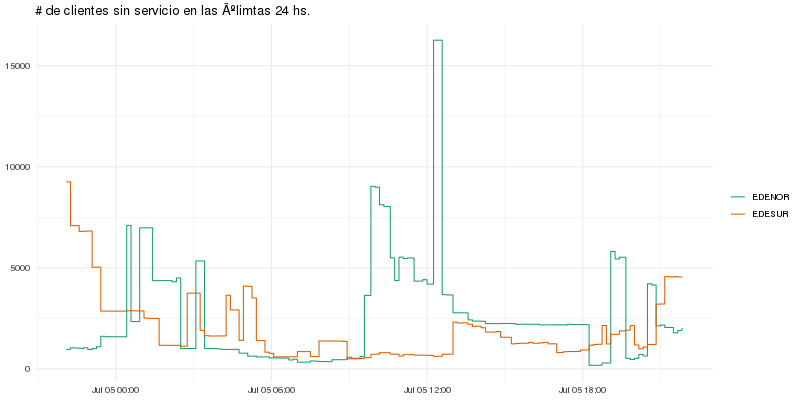 # de clientes sin servicio en las Ãºlimtas 24 hs.
15000
10000
5000
0
Jul 05 00:00
Jul 05 06:00
Jul 05 12:00
Jul 05 18:00
EDENOR
EDESUR